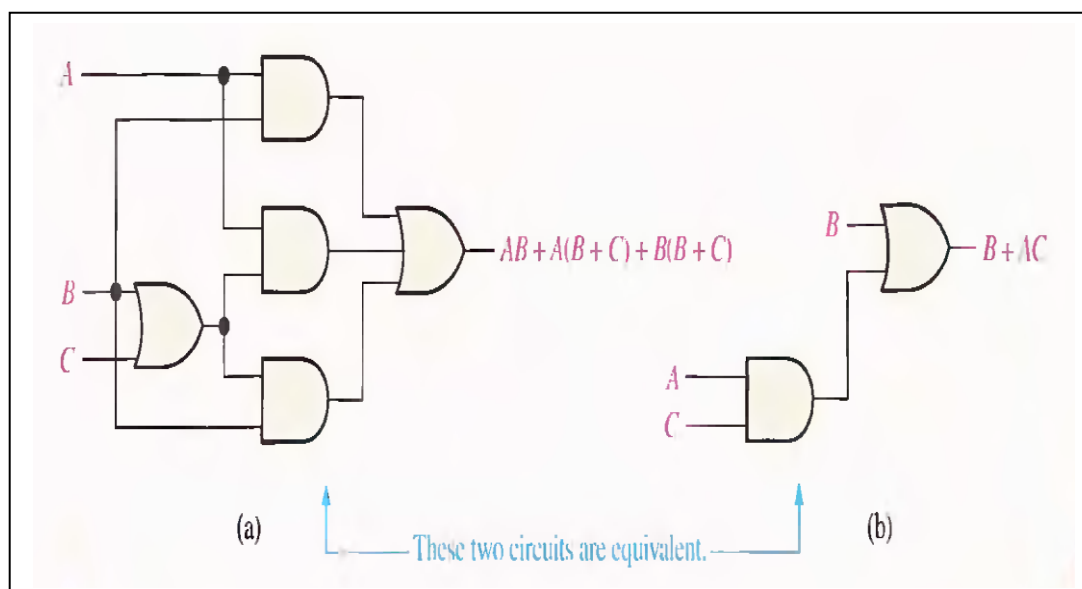 A
B
C
AB + A(B + C) + B(B + C)
B
B + AC
A
C
(a)
These two circuits are equivalent.
(b)